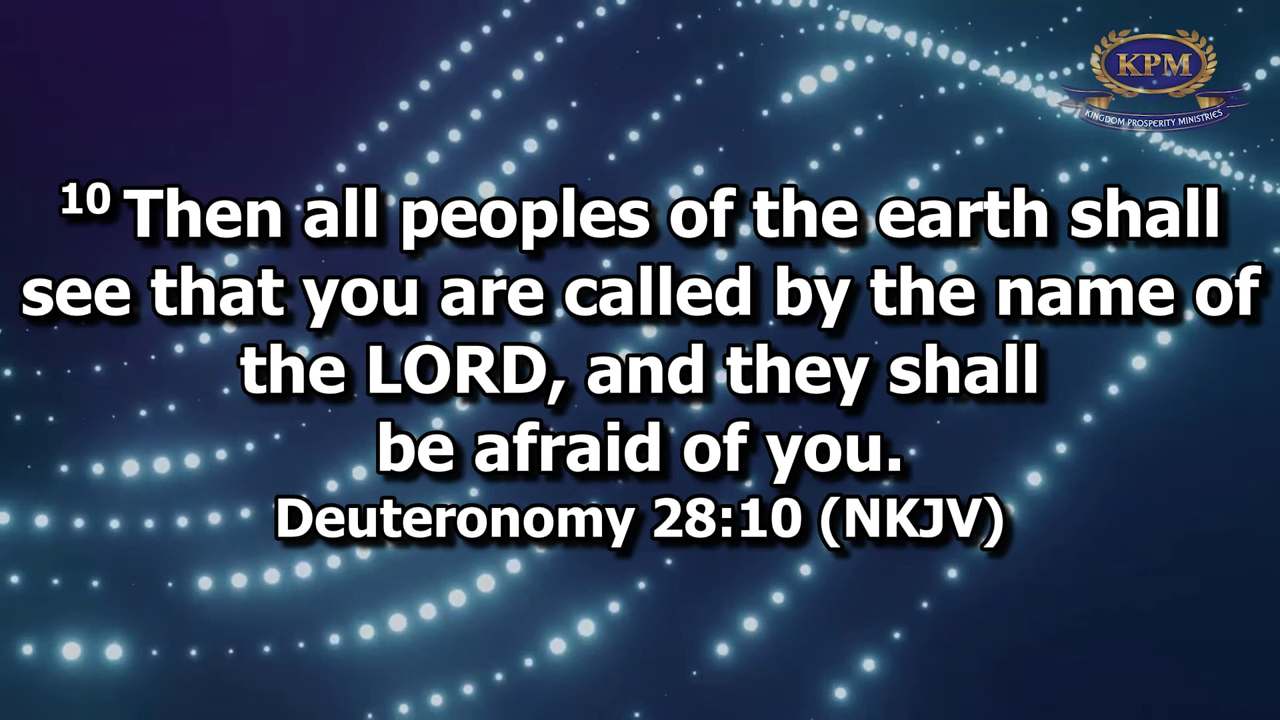 KPM
KINGDOM PROSPERITY MINISTRIES
10 Then all peoples of the earth shall
see that you are called by the name of
the LORD, and they shall
be afraid of you.
Deuteronomy 28:10 (NKJV)